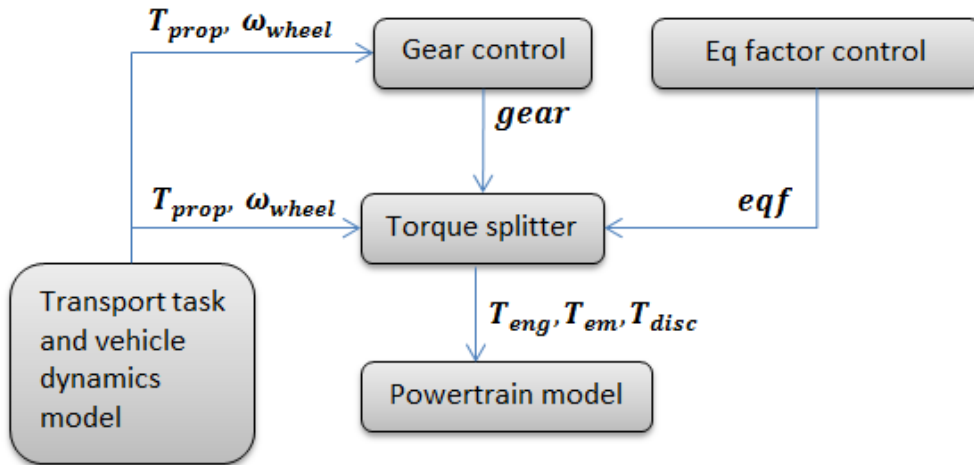 T_prop, ω_wheel
Gear control
Eq factor control
gear
T_prop, ω_wheel
Torque splitter
eqf
Transport task
and vehicle
dynamics
model
T_eng, T_em, T_disc
Powertrain model